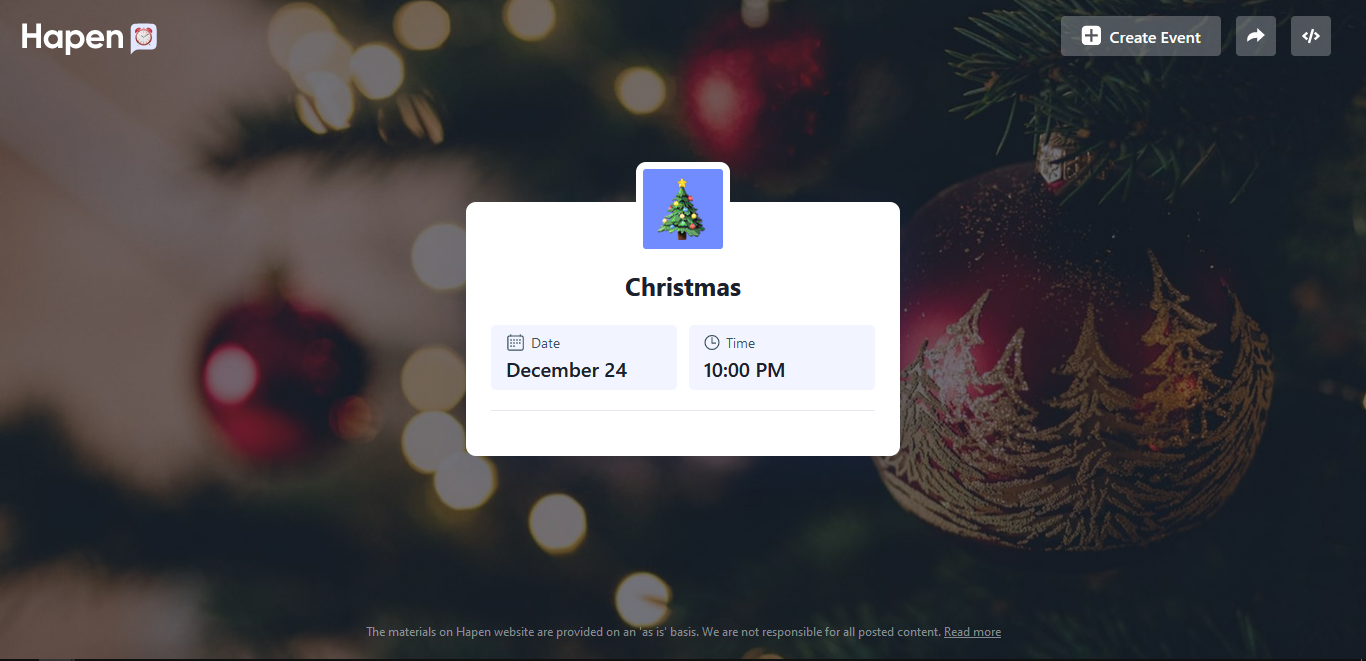 Hapen
Create Event
Christmas
Date
December 24
Time
10:00 PM
The materials on Hapen website are provided on an 'as is' basis. We are not responsible for all posted content. Read more